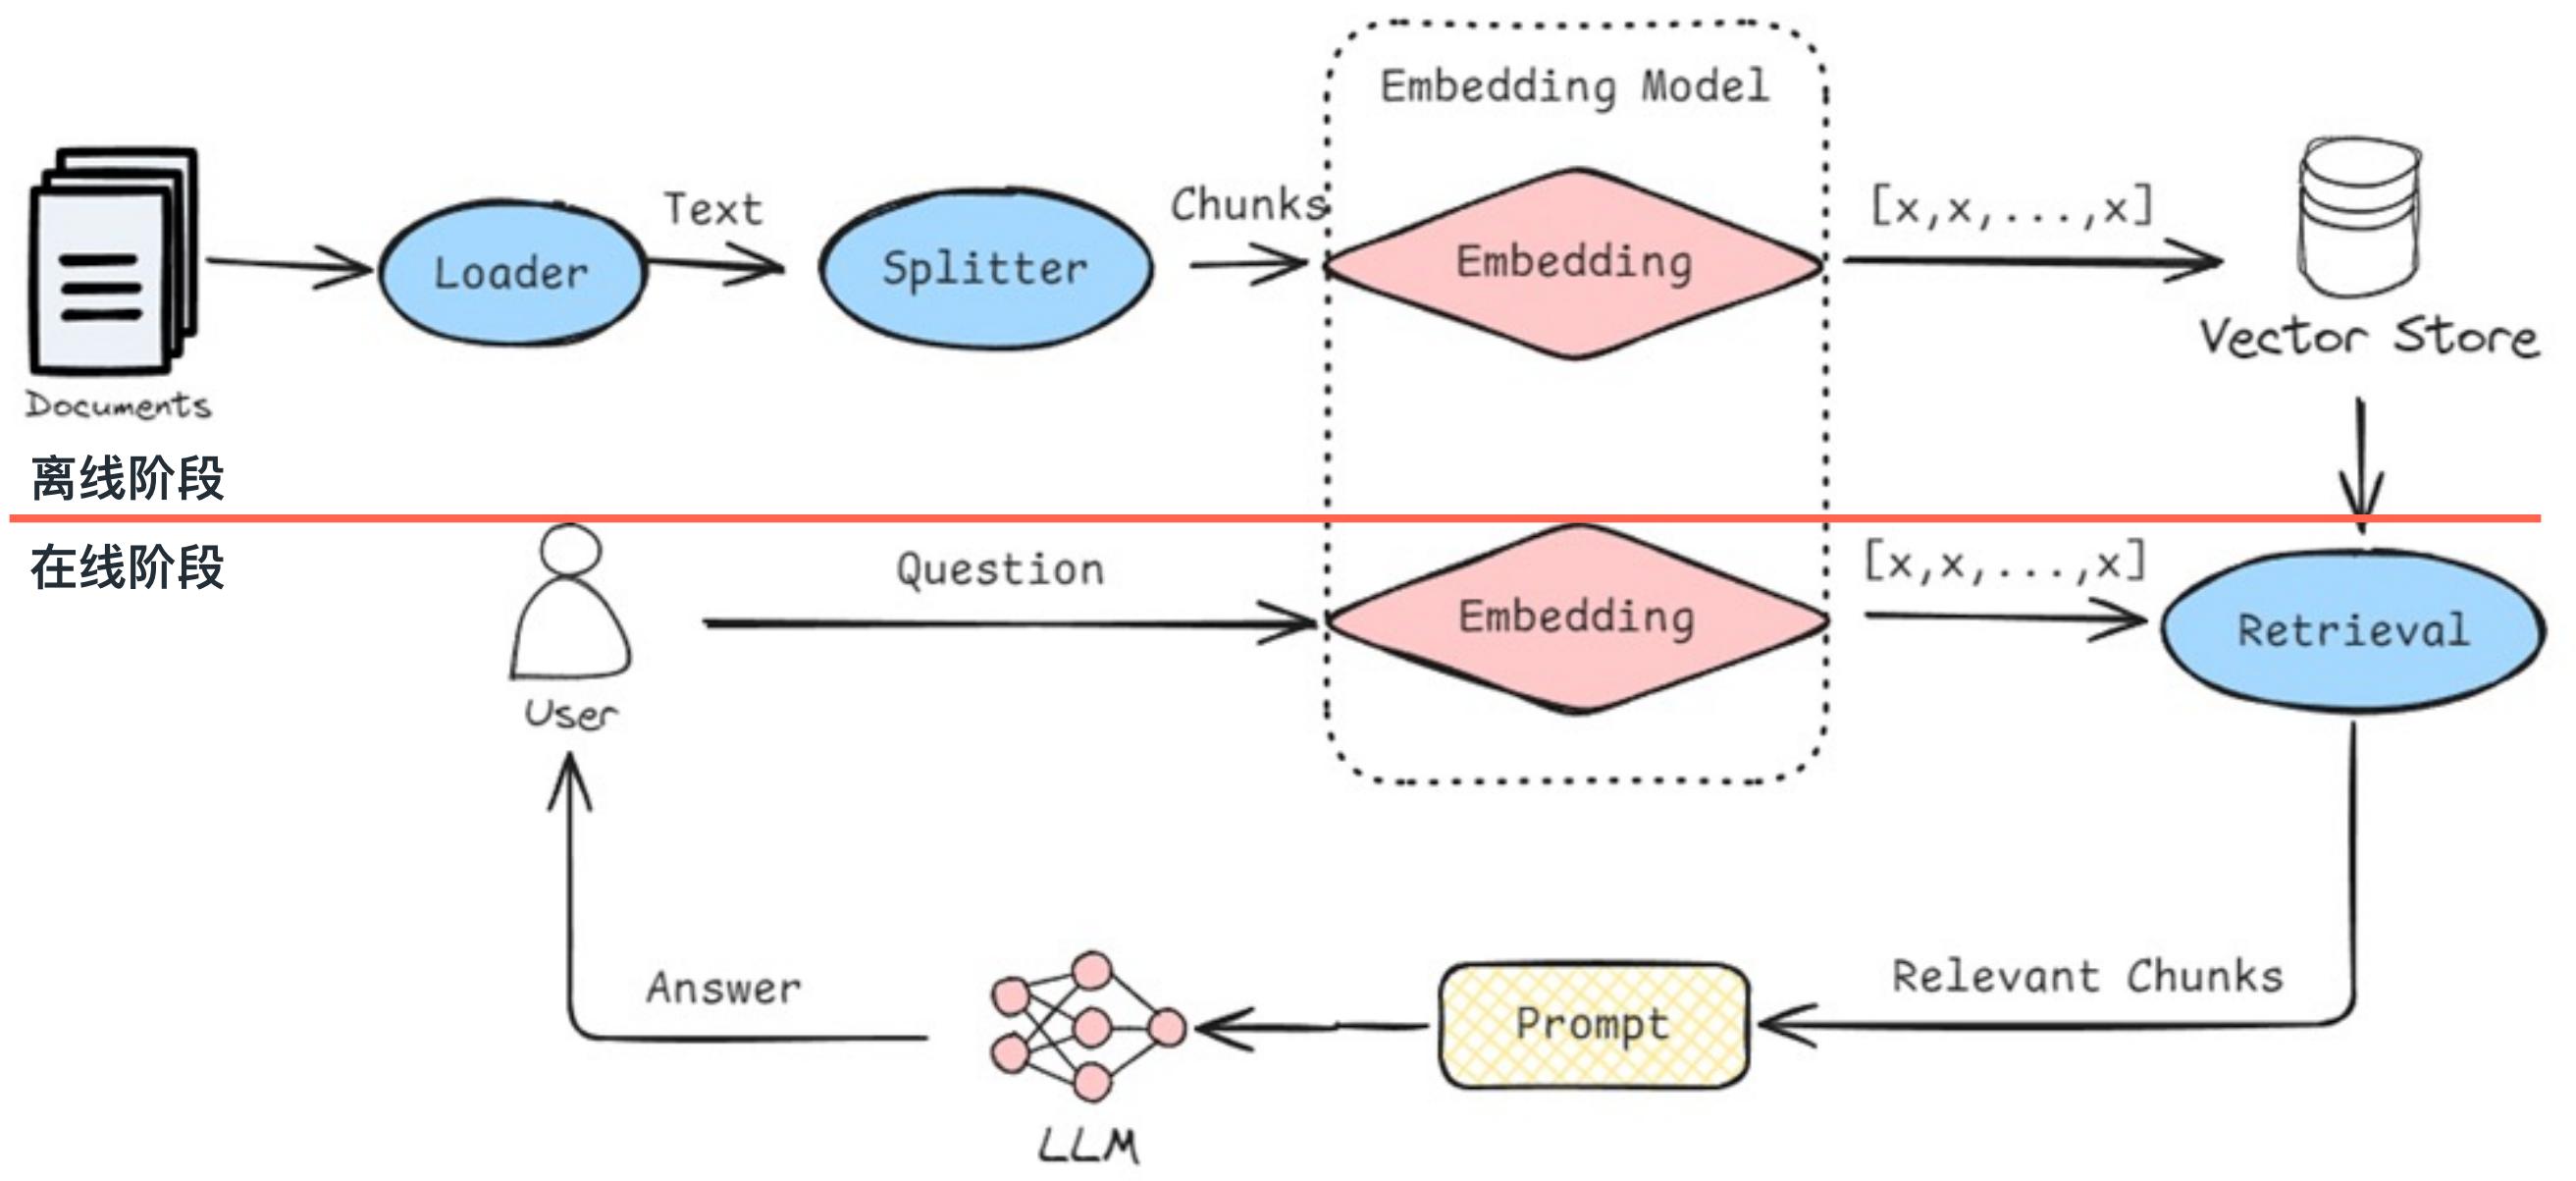 Embedding Model
Text
Chunks
[x,x,...,x]
Loader
Splitter
Embedding
Vector Store
Documents
离线阶段
在线阶段
Question
[x,x,...,x]
Embedding
Retrieval
User
Answer
Relevant Chunks
Prompt
LLM